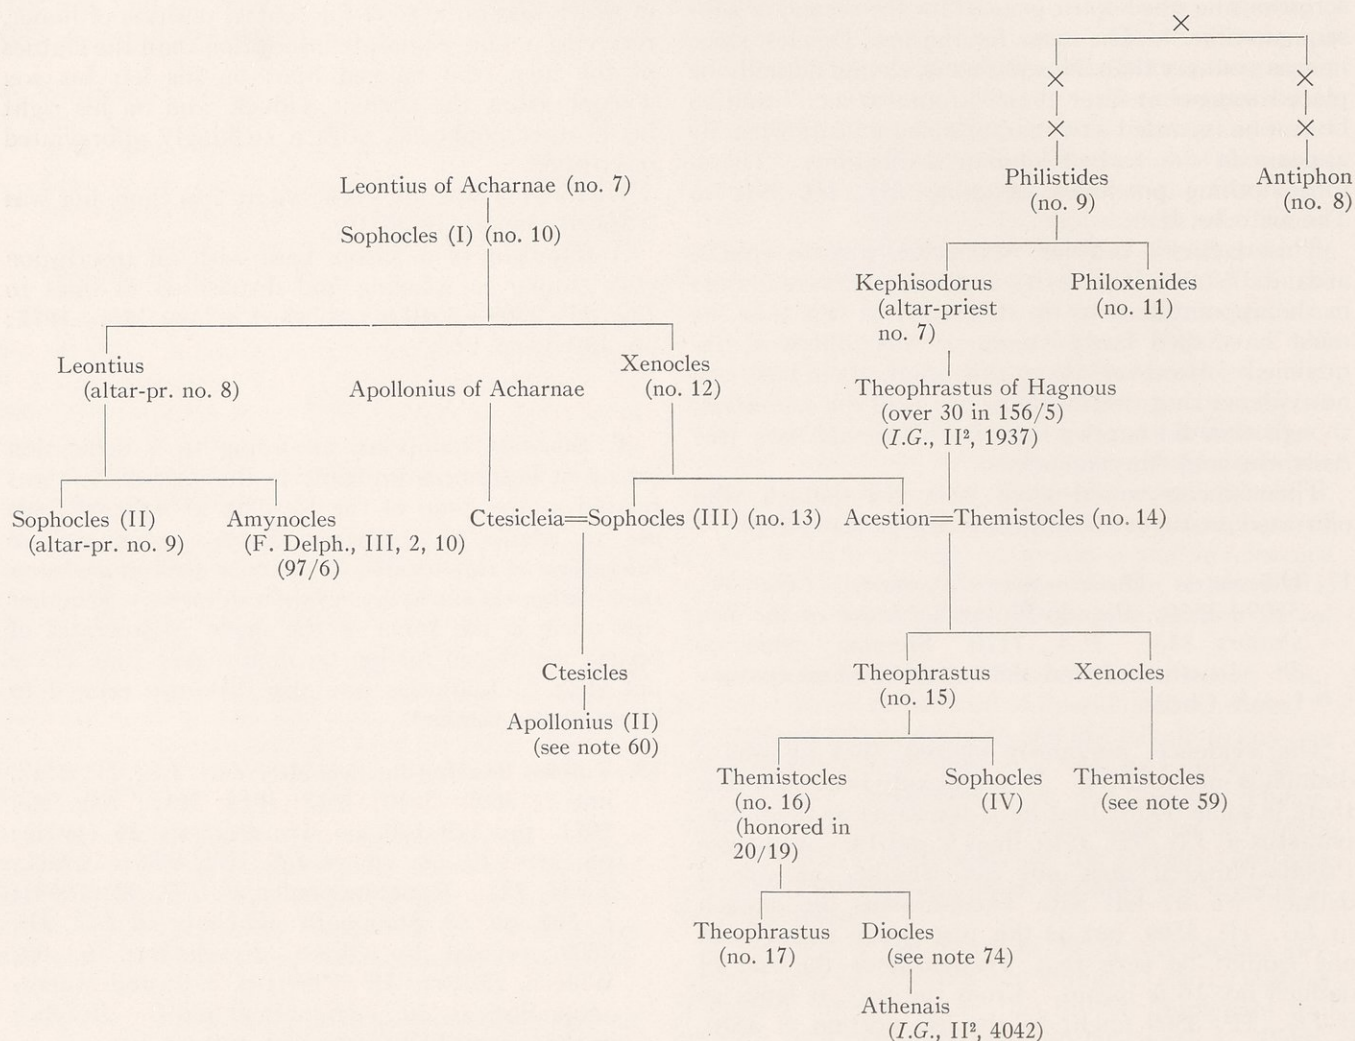 ×
× ×
× ×
Philistides
(no. 9)
Antiphon
(no. 8)
Leontius of Acharnae (no. 7)
Sophocles (I) (no. 10)
Kephisodorus
(altar-priest
no. 7)
Philoxenides
(no. 11)
Leontius
(altar-pr. no. 8)
Apollonius of Acharnae
Xenocles
(no. 12)
Theophrastus of Hagnous
(over 30 in 156/5)
(I.G., II², 1937)
Sophocles (II)
(altar-pr. no. 9)
Amynocles
(F. Delph., III, 2, 10)
(97/6)
Ctesicleia=Sophocles (III) (no. 13)
Acestion=Themistocles (no. 14)
Ctesicles
Apollonius (II)
(see note 60)
Theophrastus
(no. 15)
Xenocles
Themistocles
(no. 16)
(honored in
20/19)
Sophocles
(IV)
Themistocles
(see note 59)
Theophrastus
(no. 17)
Diocles
(see note 74)
Athenais
(I.G., II², 4042)